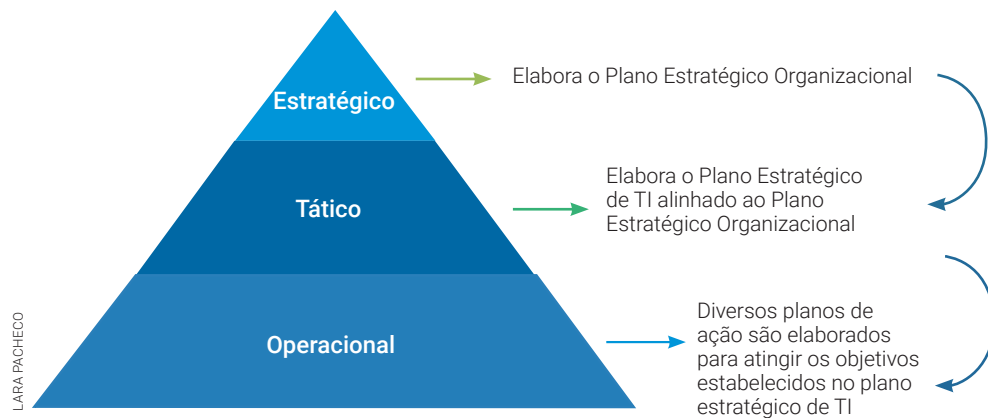 Estratégico
Elabora o Plano Estratégico Organizacional
Tático
Elabora o Plano Estratégico
de TI alinhado ao Plano
Estratégico Organizacional
Operacional
Diversos planos de
ação são elaborados
para atingir os objetivos
estabelecidos no plano
estratégico de TI
LARA PACHECO